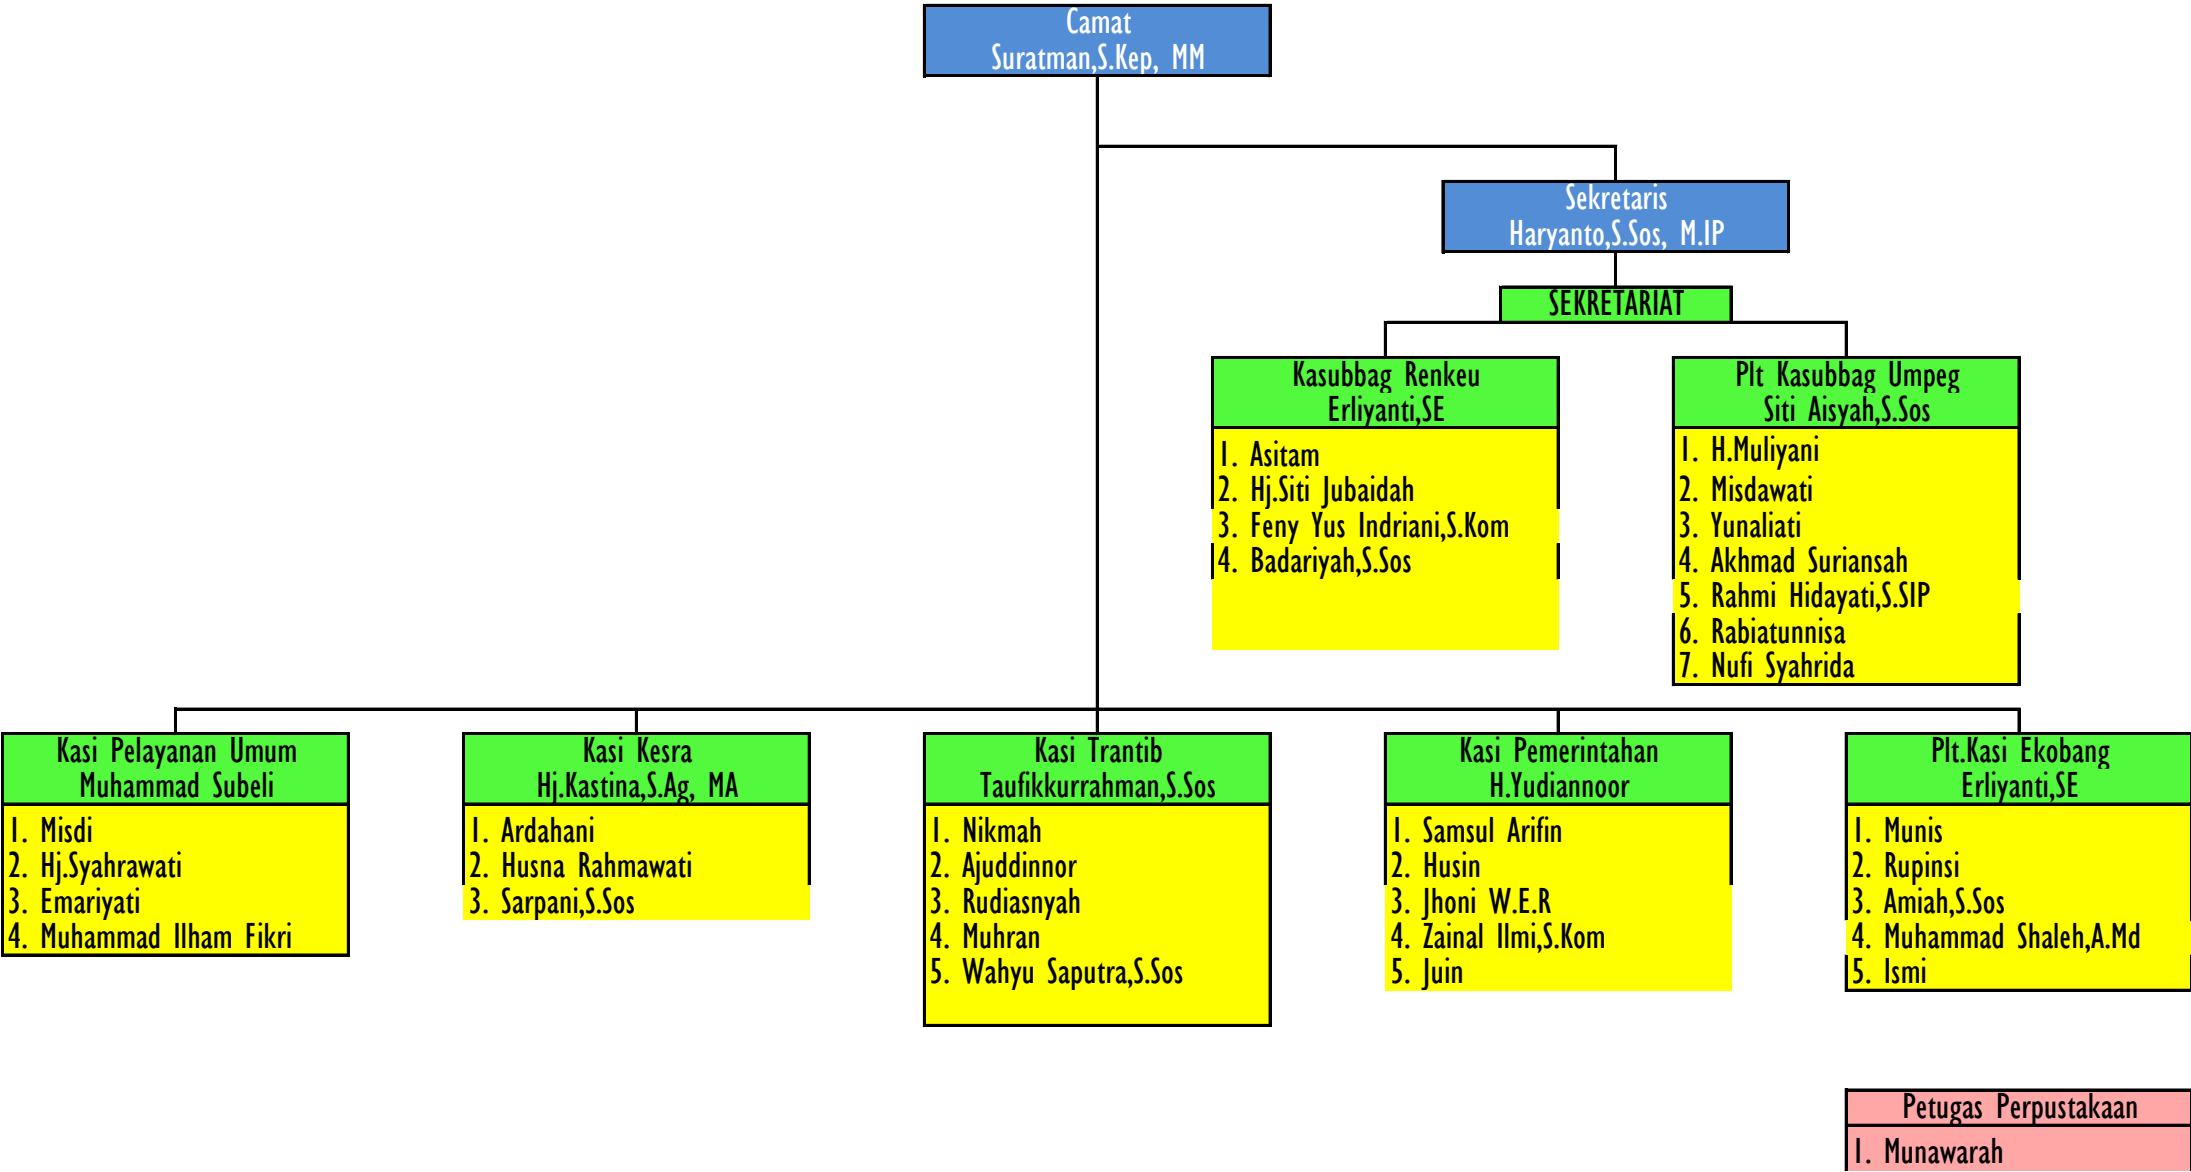 Camat
Suratman,S.Kep, MM
Sekretaris
Haryanto,S.Sos, M.IP
SEKRETARIAT
Kasubbag Renkeu
Erliyanti,SE
1. Asitam
2. Hj.Siti Jubaidah
3. Feny Yus Indriani,S.Kom
4. Badariyah,S.Sos
Plt Kasubbag Umpeg
Siti Aisyah,S.Sos
1. H.Muliyani
2. Misdawati
3. Yunaliati
4. Akhmad Suriansah
5. Rahmi Hidayati,S.SIP
6. Rabiatunnisa
7. Nufi Syahrida
Kasi Pelayanan Umum
Muhammad Subeli
1. Misdi
2. Hj.Syahrawati
3. Emariyati
4. Muhammad Ilham Fikri
Kasi Kesra
Hj.Kastina,S.Ag, MA
1. Ardahani
2. Husna Rahmawati
3. Sarpani,S.Sos
Kasi Trantib
Taufikkurrahman,S.Sos
1. Nikmah
2. Ajuddinnor
3. Rudiasnyah
4. Muhran
5. Wahyu Saputra,S.Sos
Kasi Pemerintahan
H.Yudiannoor
1. Samsul Arifin
2. Husin
3. Jhoni W.E.R
4. Zainal Ilmi,S.Kom
5. Juin
Plt.Kasi Ekobang
Erliyanti,SE
1. Munis
2. Rupinsi
3. Amiah,S.Sos
4. Muhammad Shaleh,A.Md
5. Ismi
Petugas Perpustakaan
1. Munawarah